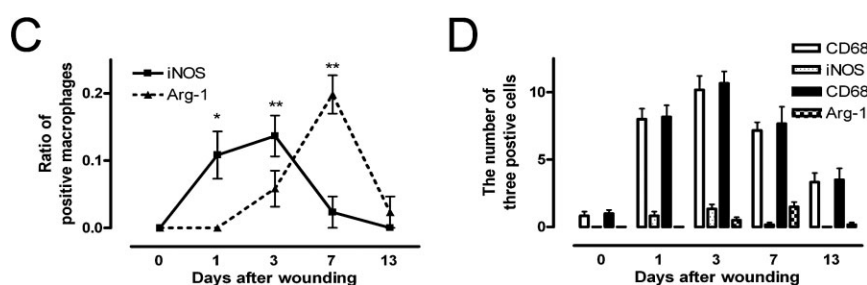 C
iNOS
Arg-1
Ratio of
positive macrophages
0.2
0.1
0.0
* ** **
0 1 3 7 13
Days after wounding
D
CD68
iNOS
CD68
Arg-1
The number of
three postive cells
10
5
0
0 1 3 7 13
Days after wounding